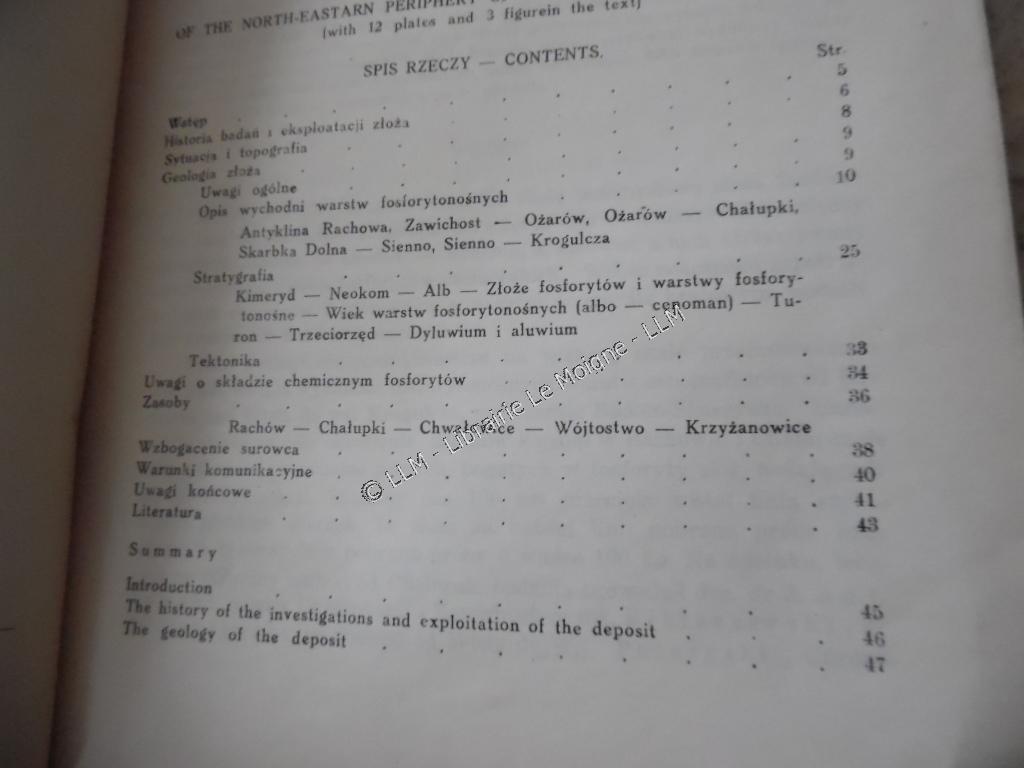 OF THE NORTH-EASTARN PERIPHERY
(with 12 plates and 3 figurein the text)
SPIS RZECZY — CONTENTS.
Str.
Wstęp . . . . . . . . . 5
Historia badań i eksploatacji złoża . . . . . . 6
Sytuacja i topografia . . . . . . . 8
Geologia złoża . . . . . . . . 9
Uwagi ogólne . . . . . . . . 9
Opis wychodni warstw fosforytonośnych . . . . . 10
Antyklina Rachowa, Zawichost — Ożarów, Ożarów — Chałupki,
Skarbka Dolna — Sienno, Sienno — Krogulcza
Stratygrafia . . . . . . . . 25
Kimeryd — Neokom — Alb — Złoże fosforytów i warstwy fosfory-
tonośne — Wiek warstw fosforytonośnych (albo — cenoman) — Tu-
ron — Trzeciorzęd — Dyluwium i aluwium
Tektonika . . . . . . . . 33
Uwagi o składzie chemicznym fosforytów . . . . . . 34
Zasoby . . . . . . . . . 36
Rachów — Chałupki — Chwałowice — Wójtostwo — Krzyżanowice
Wzbogacenie surowca . . . . . . . . 38
Warunki komunikacyjne . . . . . . . . 40
Uwagi końcowe . . . . . . . . . 41
Literatura . . . . . . . . . 43
Summary
Introduction . . . . . . . . . 45
The history of the investigations and exploitation of the deposit . . . 46
The geology of the deposit . . . . . . . . 47
© LLM - Librairie Le Moigne - LLM